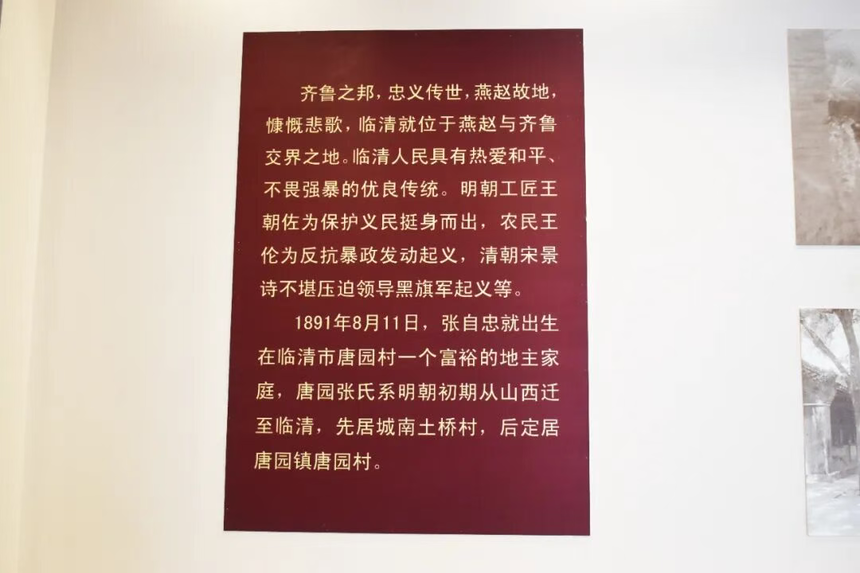 齐鲁之邦，忠义传世，燕赵故地，
慷慨悲歌，临清就位于燕赵与齐鲁
交界之地。临清人民具有热爱和平、
不畏强暴的优良传统。明朝工匠王
朝佐为保护义民挺身而出，农民王
伦为反抗暴政发动起义，清朝宋景
诗不堪压迫领导黑旗军起义等。
1891年8月11日，张自忠就出生
在临清市唐园村一个富裕的地主家
庭，唐园张氏系明朝初期从山西迁
至临清，先居城南土桥村，后定居
唐园镇唐园村。